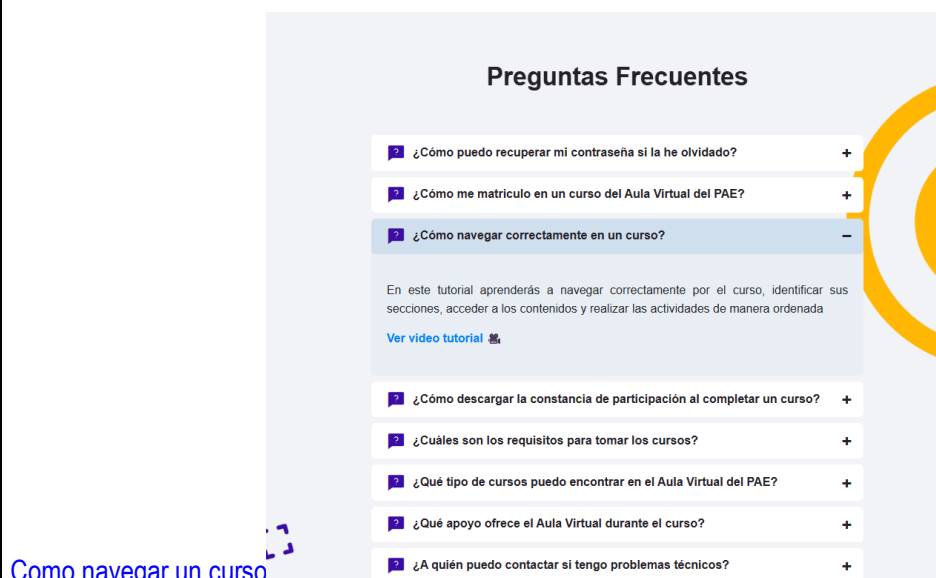 Preguntas Frecuentes
¿Cómo puedo recuperar mi contraseña si la he olvidado?
¿Cómo me matriculo en un curso del Aula Virtual del PAE?
¿Cómo navegar correctamente en un curso?
En este tutorial aprenderás a navegar correctamente por el curso, identificar sus
secciones, acceder a los contenidos y realizar las actividades de manera ordenada
Ver video tutorial
¿Cómo descargar la constancia de participación al completar un curso?
¿Cuáles son los requisitos para tomar los cursos?
¿Qué tipo de cursos puedo encontrar en el Aula Virtual del PAE?
¿Qué apoyo ofrece el Aula Virtual durante el curso?
¿A quién puedo contactar si tengo problemas técnicos?
Como navegar un curso